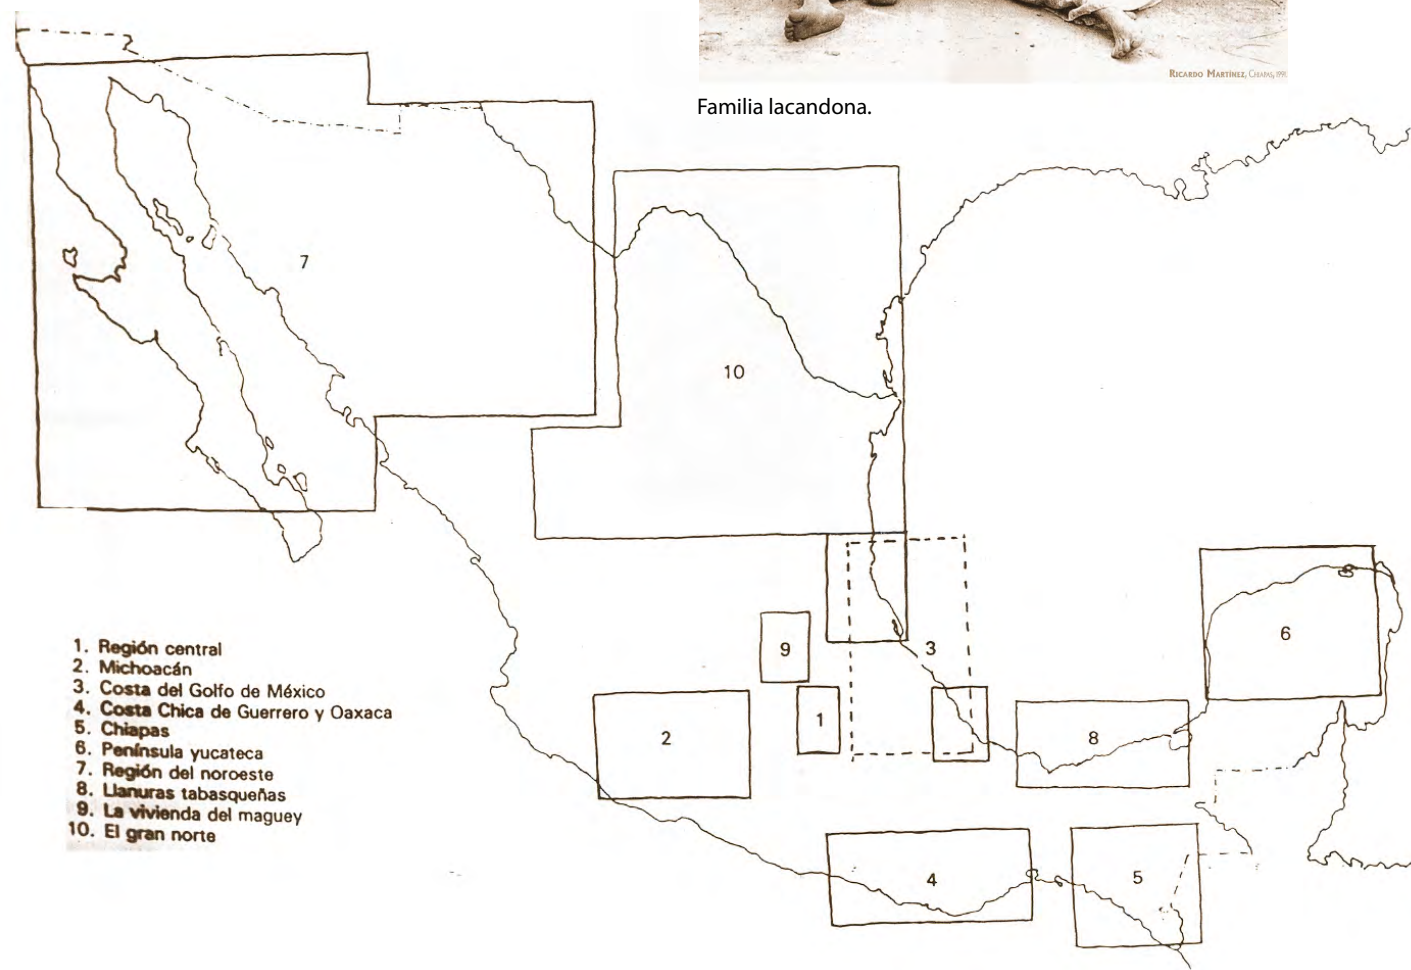 RICARDO MARTÍNEZ, CHIAPAS,
Familia lacandona.
7
10
9
3
6
1
2
8
4
5
1. Región central
2. Michoacán
3. Costa del Golfo de México
4. Costa Chica de Guerrero y Oaxaca
5. Chiapas
6. Península yucateca
7. Región del noroeste
8. Llanuras tabasqueñas
9. La vivienda del maguey
10. El gran norte